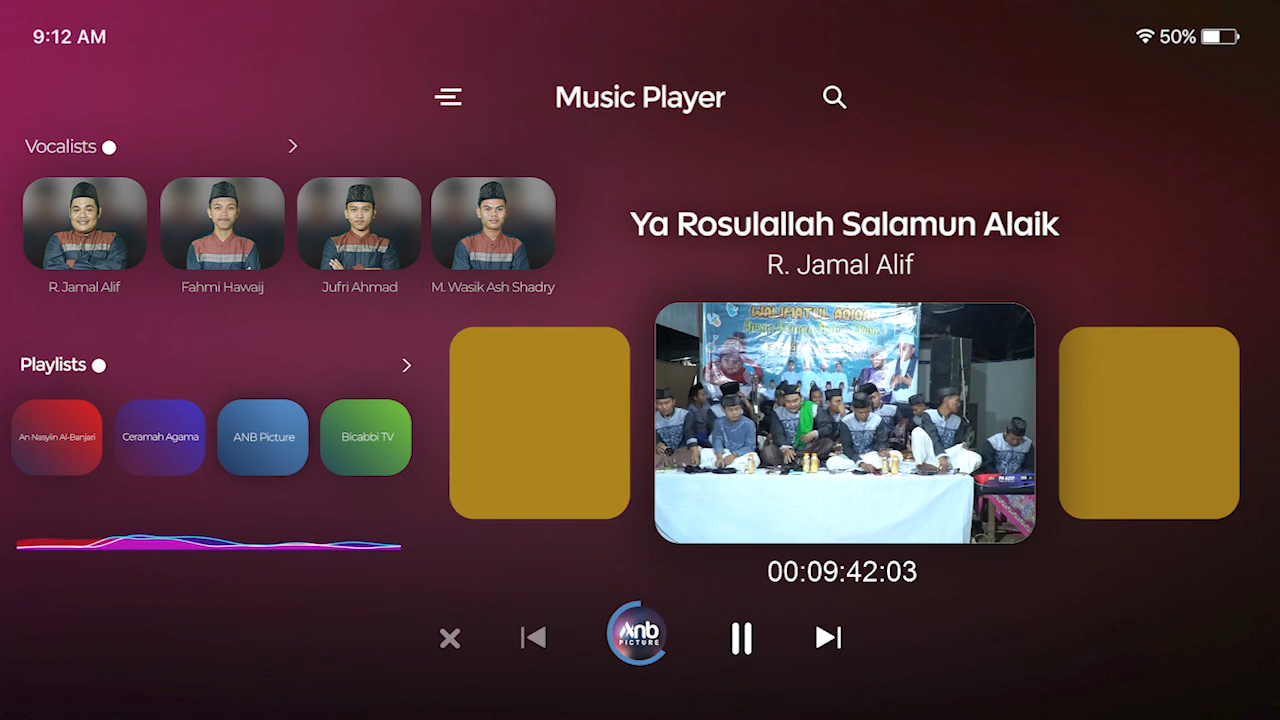 9:12 AM
50%
Music Player
Vocalists
R. Jamal Alif
Fahmi Hawaij
Jufri Ahmad
M. Wasik Ash Shadry
Ya Rosulallah Salamun Alaik
R. Jamal Alif
WALIMATUL AQIQAH
Playlists
An Nasyiin Al-Banjari
Ceramah Agama
ANB Picture
Bicabbi TV
00:09:42:03
Anb
PICTURE